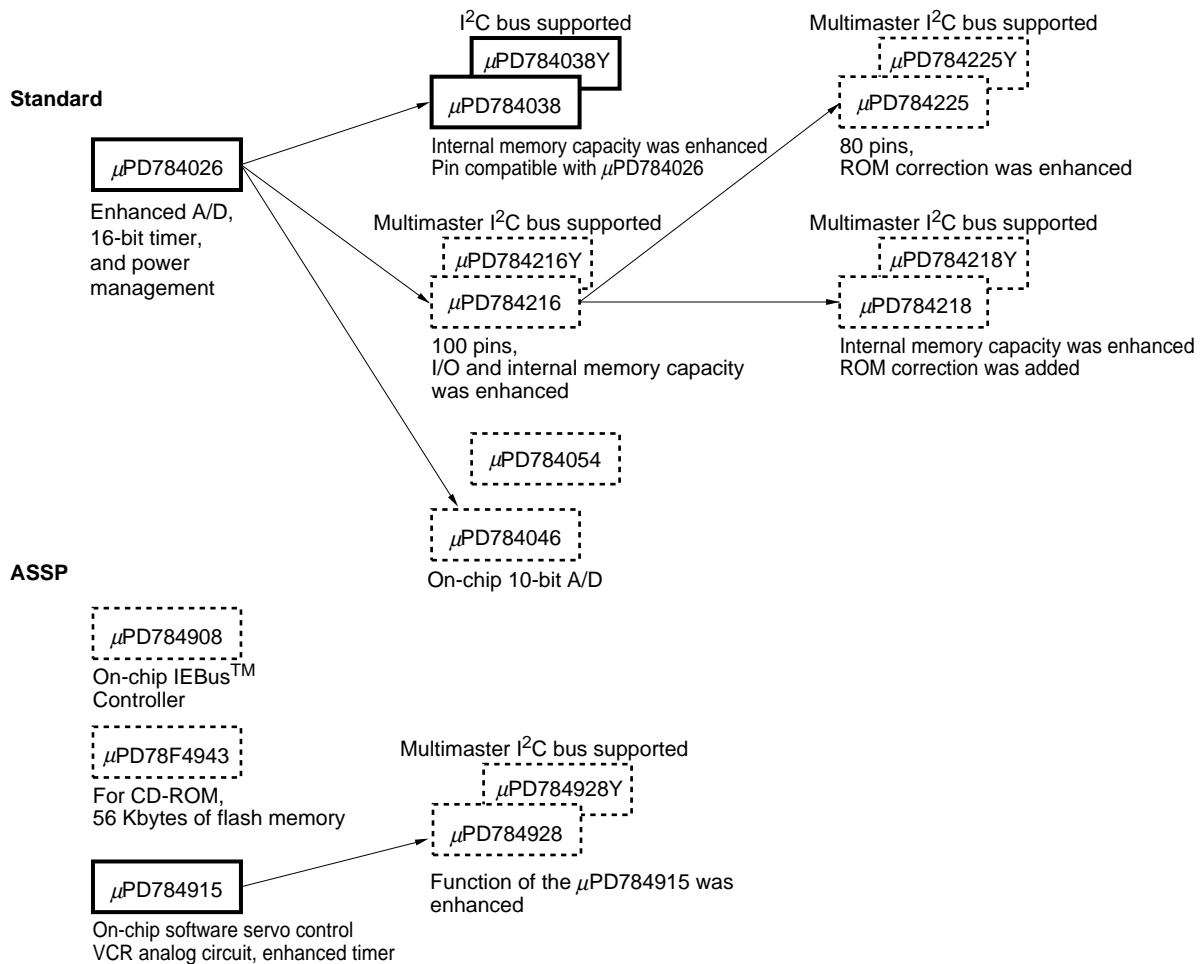 I²C bus supported
Multimaster I²C bus supported
μPD784038Y
μPD784225Y
Standard
μPD784038
μPD784225
μPD784026
Internal memory capacity was enhanced
Pin compatible with μPD784026
80 pins,
ROM correction was enhanced
Enhanced A/D,
16-bit timer,
and power
management
Multimaster I²C bus supported
Multimaster I²C bus supported
μPD784216Y
μPD784218Y
μPD784216
μPD784218
100 pins,
I/O and internal memory capacity
was enhanced
Internal memory capacity was enhanced
ROM correction was added
μPD784054
μPD784046
On-chip 10-bit A/D
ASSP
μPD784908
On-chip IEBus™
Controller
μPD78F4943
For CD-ROM,
56 Kbytes of flash memory
Multimaster I²C bus supported
μPD784928Y
μPD784928
μPD784915
Function of the μPD784915 was
enhanced
On-chip software servo control
VCR analog circuit, enhanced timer